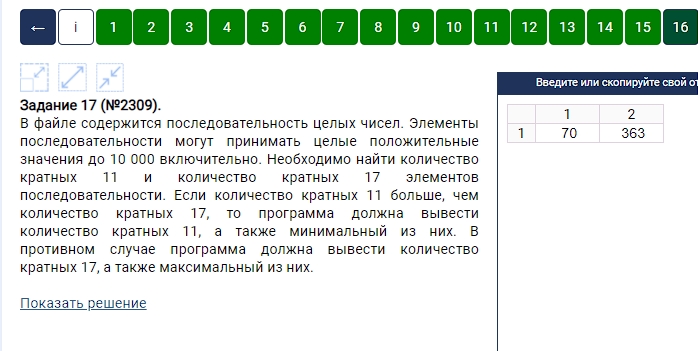 ← i 1 2 3 4 5 6 7 8 9 10 11 12 13 14 15 16
Задание 17 (№2309).
В файле содержится последовательность целых чисел. Элементы
последовательности могут принимать целые положительные
значения до 10 000 включительно. Необходимо найти количество
кратных 11 и количество кратных 17 элементов
последовательности. Если количество кратных 11 больше, чем
количество кратных 17, то программа должна вывести
количество кратных 11, а также минимальный из них. В
противном случае программа должна вывести количество
кратных 17, а также максимальный из них.
Показать решение
Введите или скопируйте свой от
1 2
1 70 363